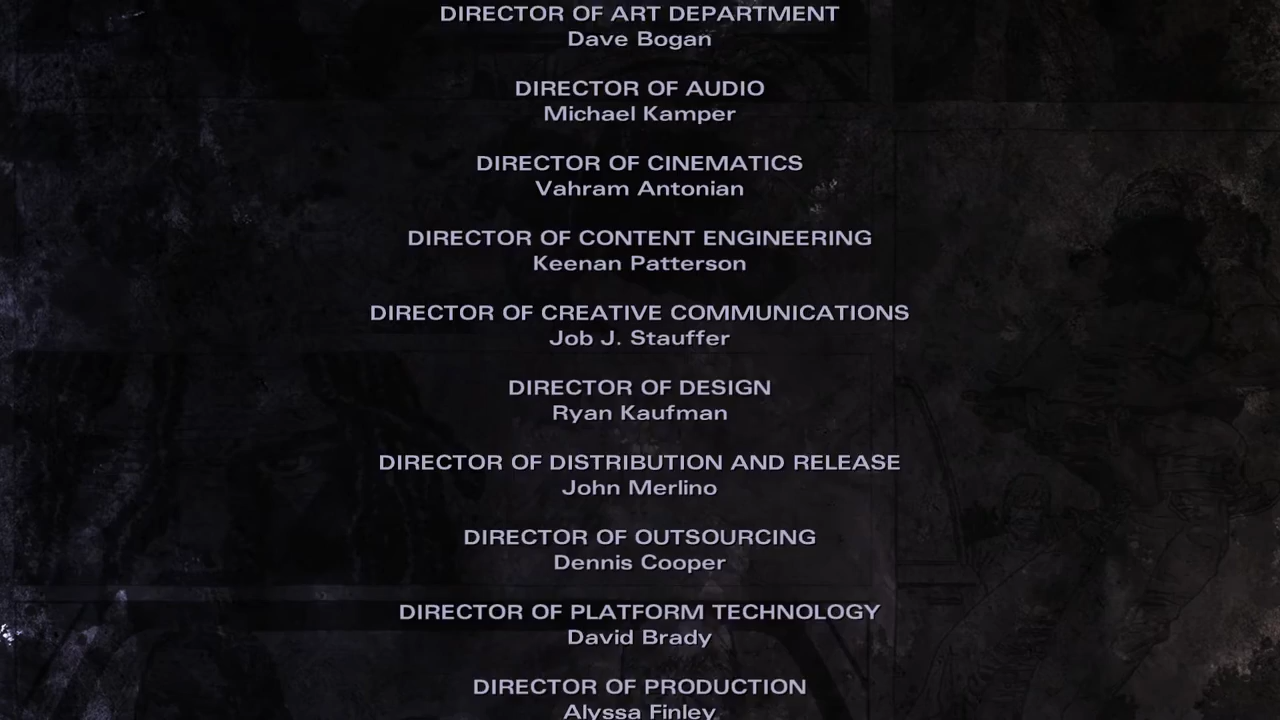 DIRECTOR OF ART DEPARTMENT
Dave Bogan
DIRECTOR OF AUDIO
Michael Kamper
DIRECTOR OF CINEMATICS
Vahram Antonian
DIRECTOR OF CONTENT ENGINEERING
Keenan Patterson
DIRECTOR OF CREATIVE COMMUNICATIONS
Job J. Stauffer
DIRECTOR OF DESIGN
Ryan Kaufman
DIRECTOR OF DISTRIBUTION AND RELEASE
John Merlino
DIRECTOR OF OUTSOURCING
Dennis Cooper
DIRECTOR OF PLATFORM TECHNOLOGY
David Brady
DIRECTOR OF PRODUCTION
Alyssa Finley